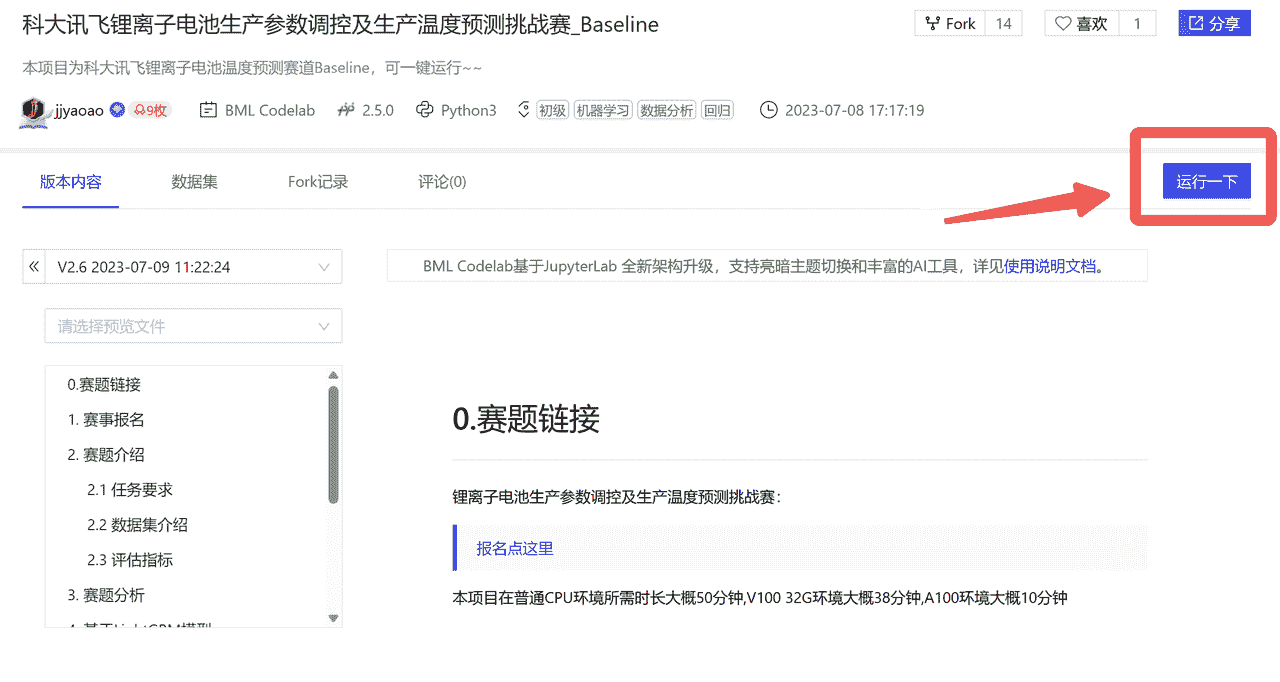 科大讯飞锂离子电池生产参数调控及生产温度预测挑战赛_Baseline
Fork 14
喜欢 1
分享
本项目为科大讯飞锂离子电池温度预测赛道Baseline，可一键运行~~
jjyaoao 9枚 BML Codelab 2.5.0 Python3 初级 机器学习 数据分析 回归 2023-07-08 17:17:19
版本内容 数据集 Fork记录 评论(0) 运行一下
V2.6 2023-07-09 11:22:24
BML Codelab基于JupyterLab 全新架构升级，支持亮暗主题切换和丰富的AI工具，详见使用说明文档。
请选择预览文件
0.赛题链接
1. 赛事报名
2. 赛题介绍
2.1 任务要求
2.2 数据集介绍
2.3 评估指标
3. 赛题分析
4. 基于LightGBM模型
0.赛题链接
锂离子电池生产参数调控及生产温度预测挑战赛：
报名点这里
本项目在普通CPU环境所需时长大概50分钟,V100 32G环境大概38分钟,A100环境大概10分钟